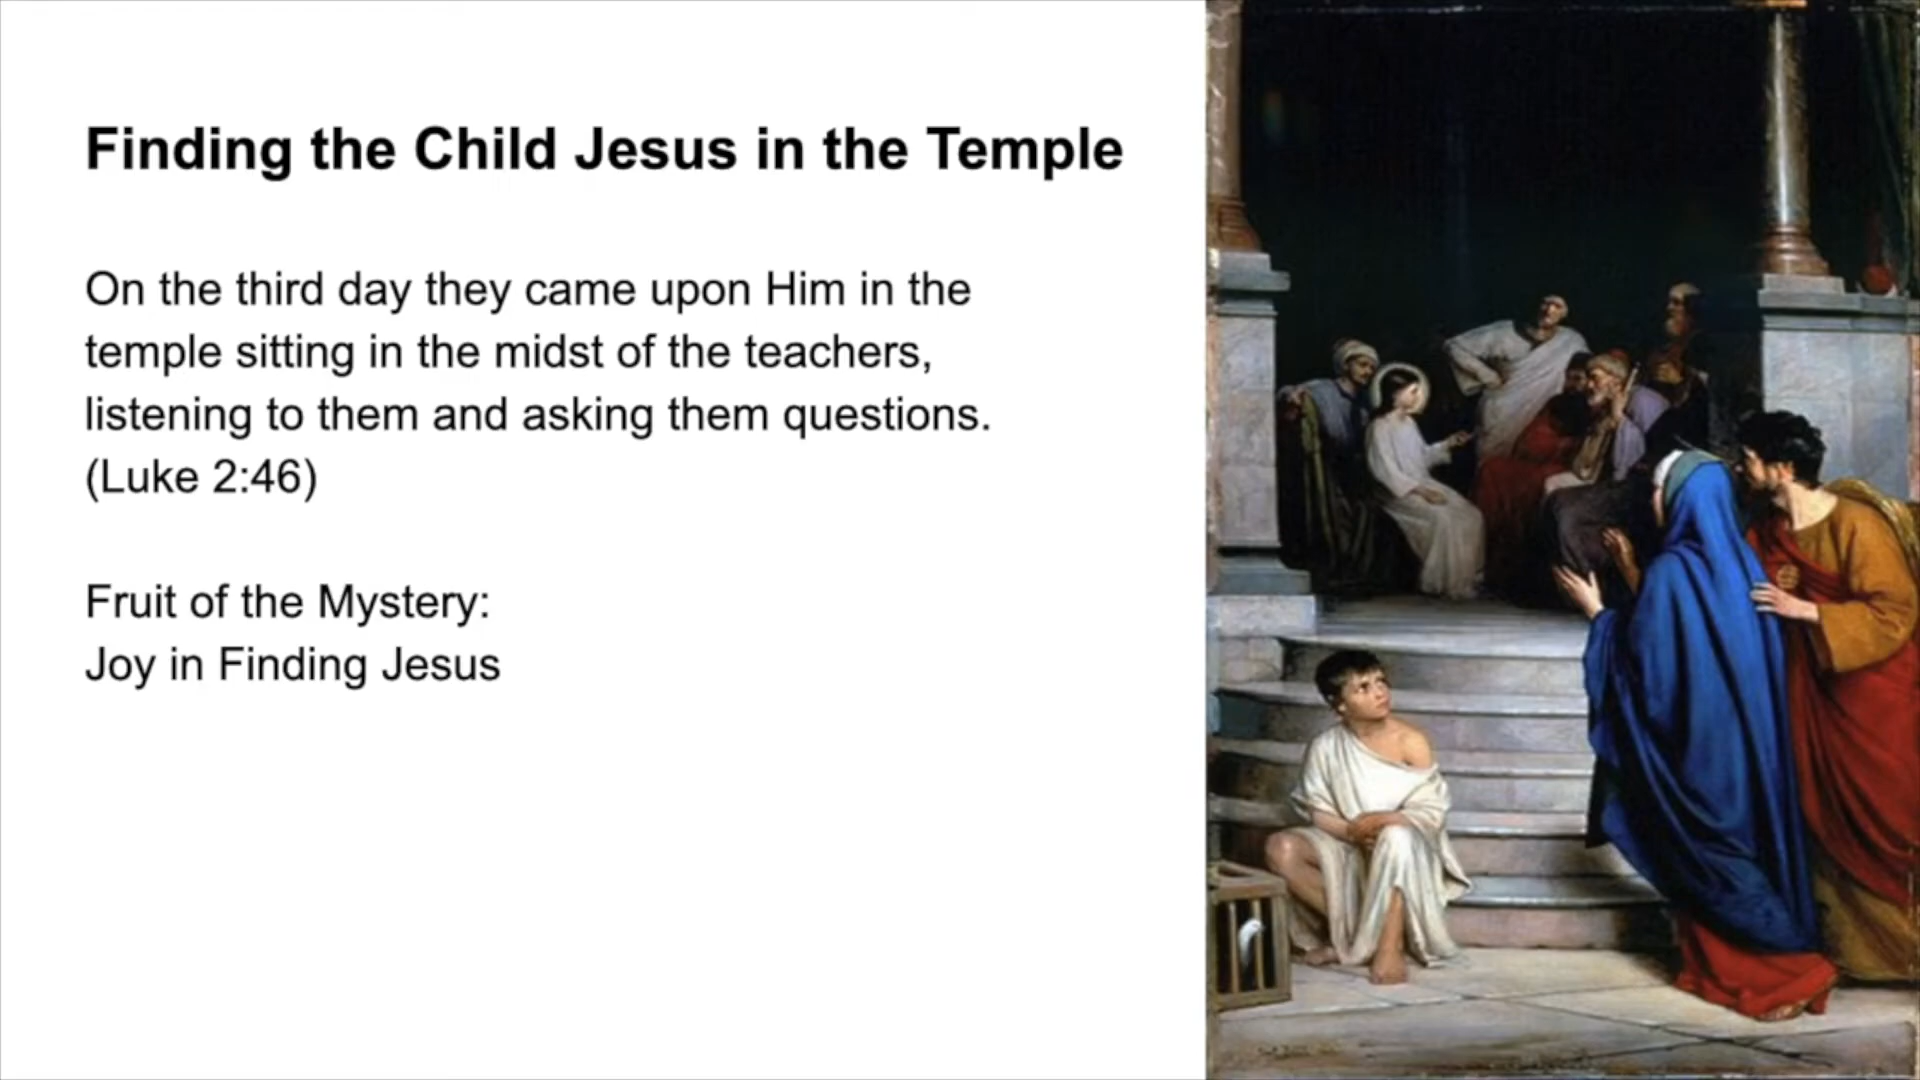 Finding the Child Jesus in the Temple
On the third day they came upon Him in the
temple sitting in the midst of the teachers,
listening to them and asking them questions.
(Luke 2:46)
Fruit of the Mystery:
Joy in Finding Jesus